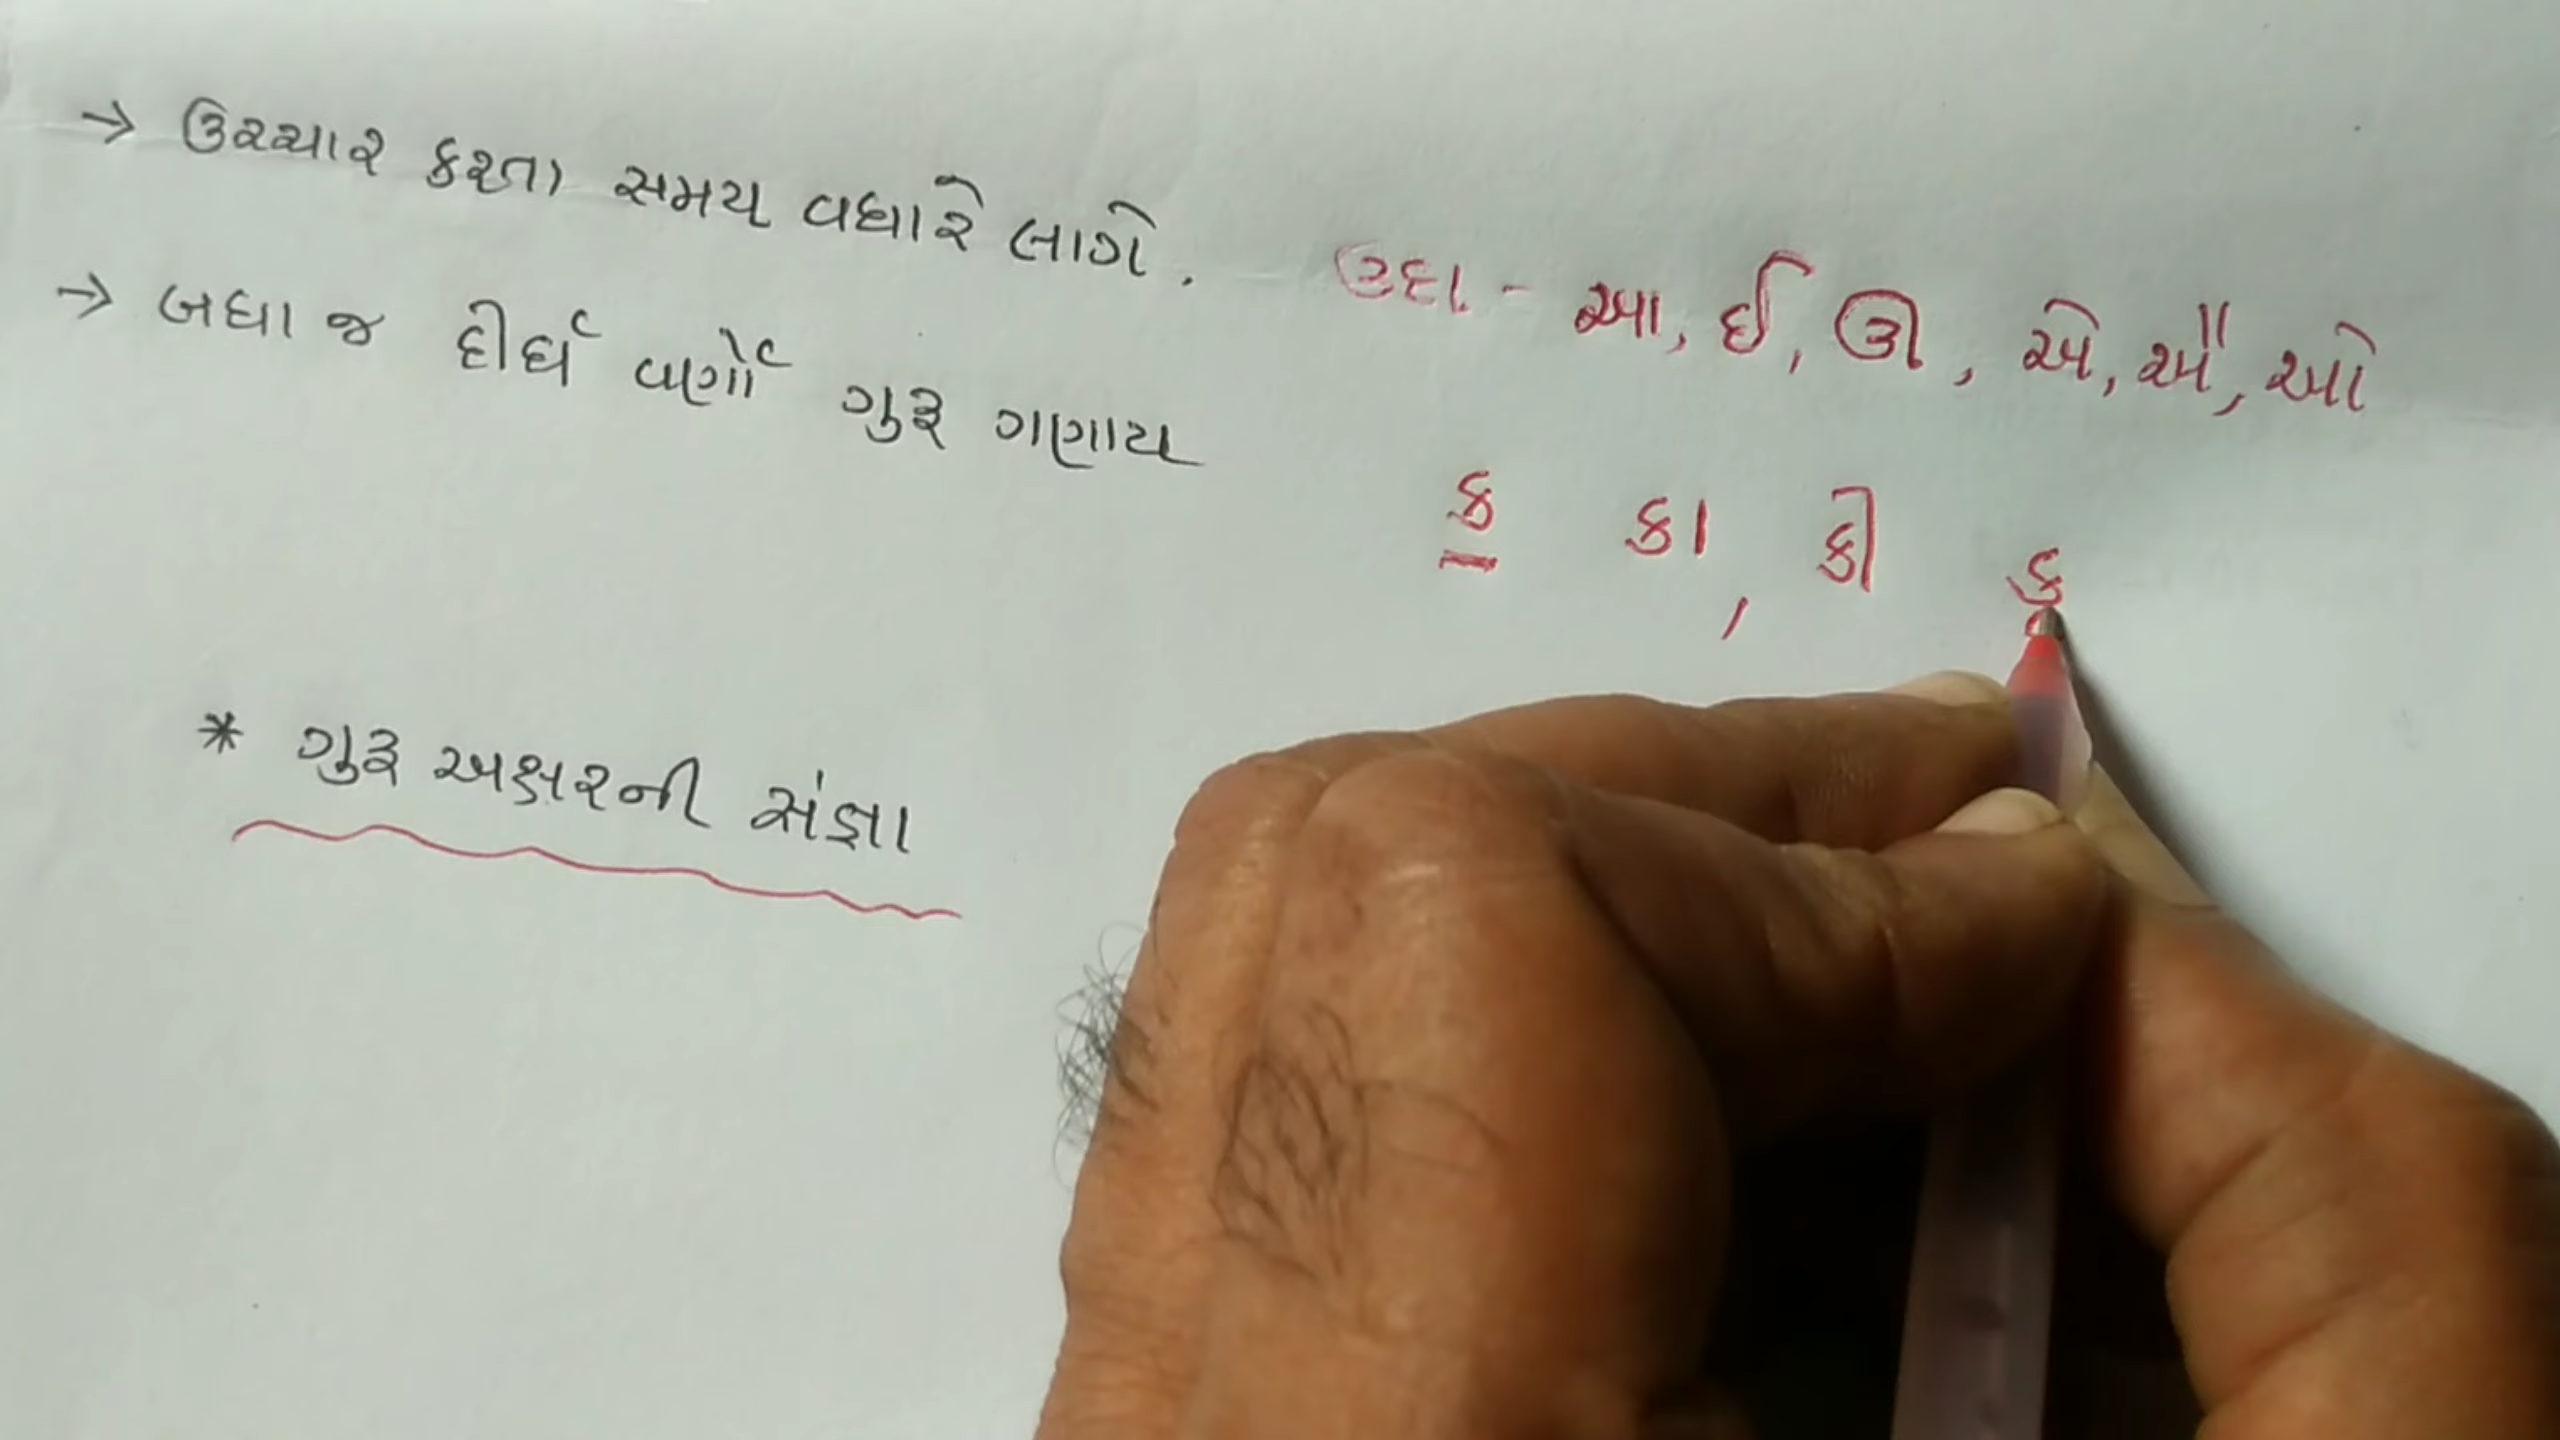 → ઉચ્ચાર કરતા સમય વધારે લાગે.
ઉદા - આ, ઈ, ઊ, એ, ઐ, ઓ
→ બધા જ દીર્ઘ વર્ણો ગુરૂ ગણાય
ક કા, કી ક
* ગુરૂ અક્ષરની સંજ્ઞા